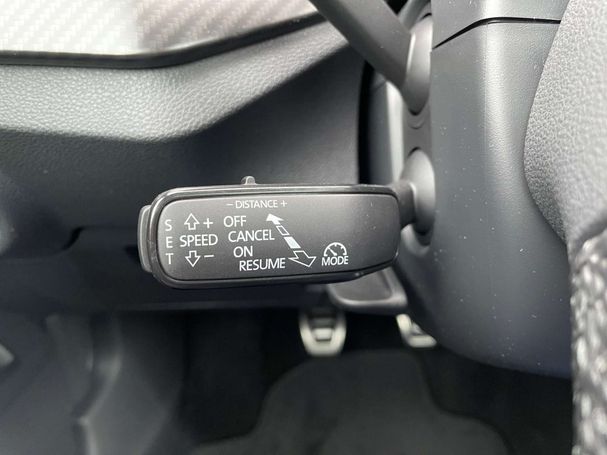 − DISTANCE +
S + OFF
E SPEED CANCEL
ON
T − RESUME MODE